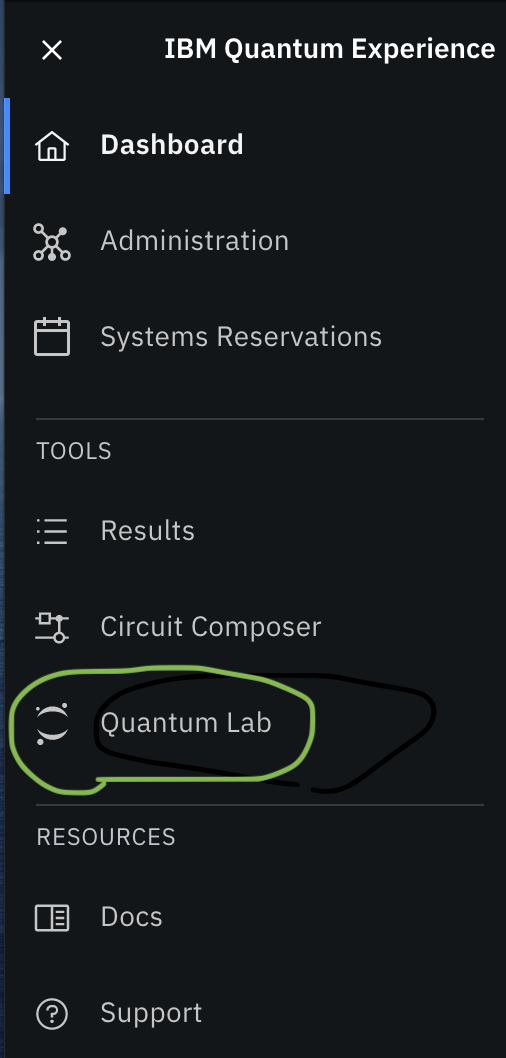 IBM Quantum Experience
Dashboard
Administration
Systems Reservations
TOOLS
Results
Circuit Composer
Quantum Lab
RESOURCES
Docs
Support